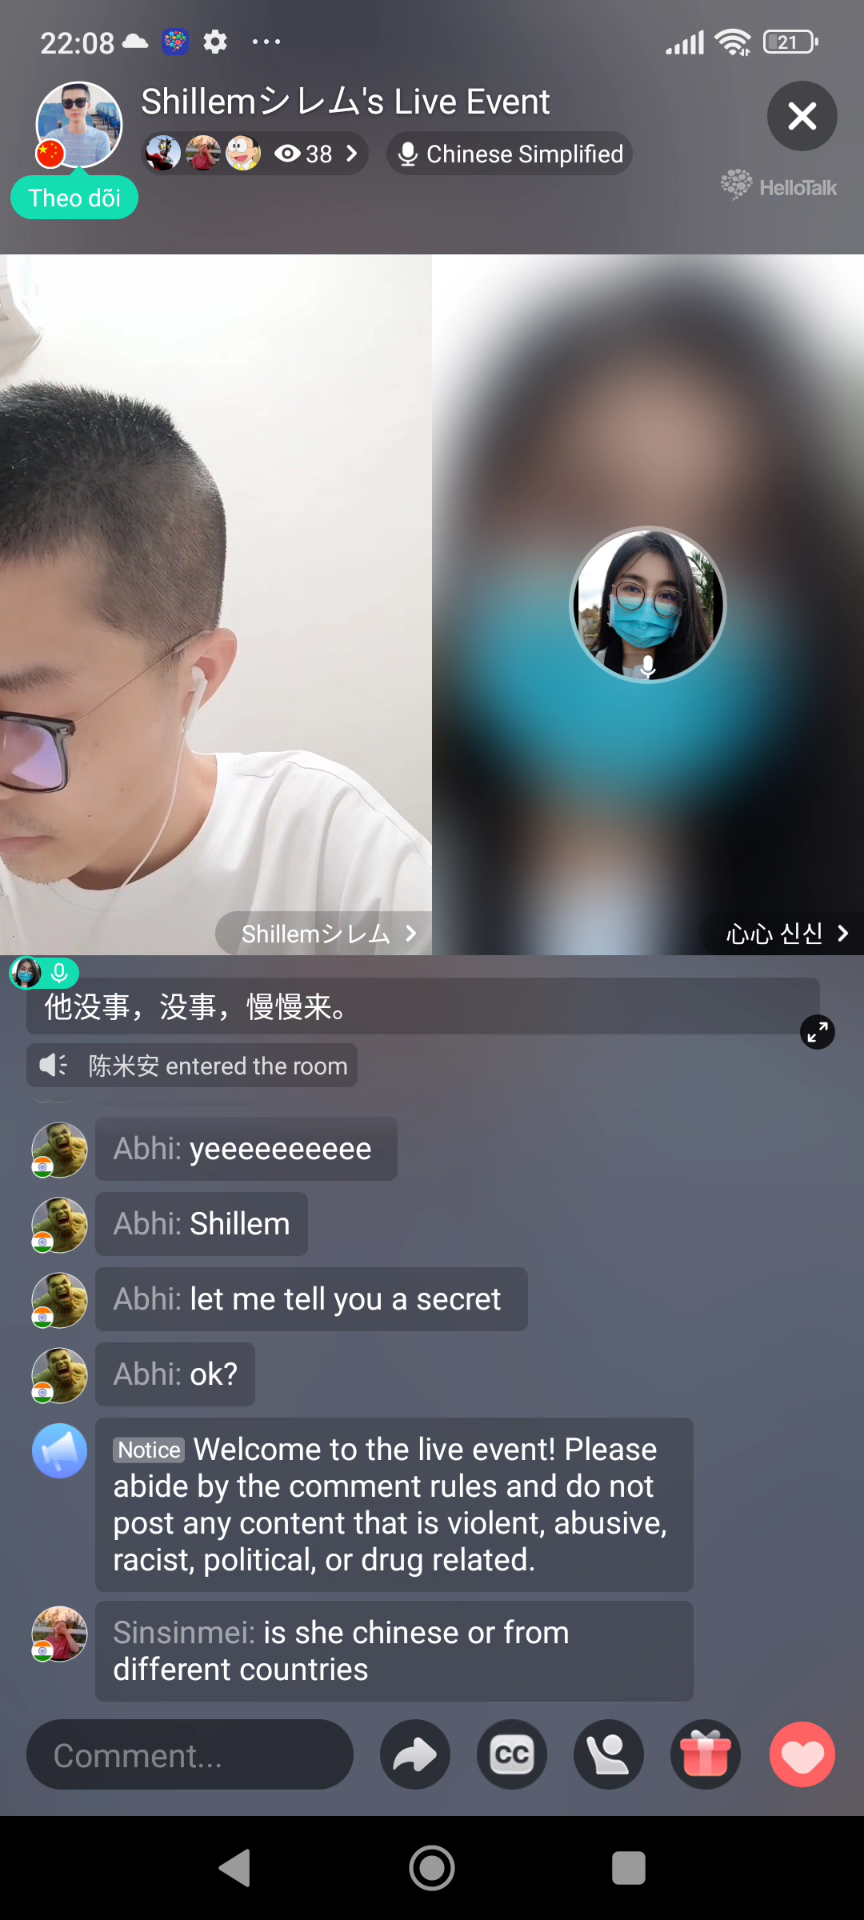 22:08
21
Shillemシレム's Live Event
38
Chinese Simplified
Theo dõi
HelloTalk
Shillemシレム
心心 신신
他没事，没事，慢慢来。
陈米安 entered the room
Abhi: yeeeeeeeeee
Abhi: Shillem
Abhi: let me tell you a secret
Abhi: ok?
Notice Welcome to the live event! Please
abide by the comment rules and do not
post any content that is violent, abusive,
racist, political, or drug related.
Sinsinmei: is she chinese or from
different countries
Comment...
CC